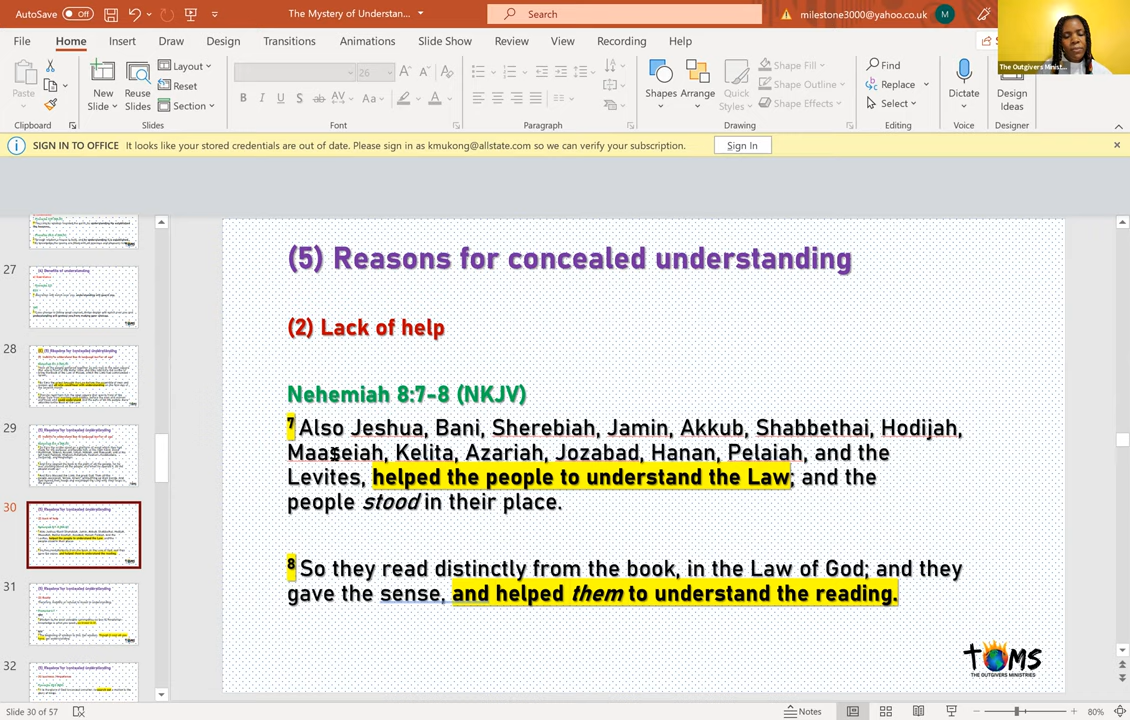 AutoSave Off The Mystery of Understan... Search milestone3000@yahoo.co.uk M
The Outgivers Minist...
File Home Insert Draw Design Transitions Animations Slide Show Review View Recording Help
Paste
New Slide
Reuse Slides
Layout
Reset
Section
26
B I U S ab AV Aa A
Shapes
Arrange
Quick Styles
Shape Fill
Shape Outline
Shape Effects
Find
Replace
Select
Dictate
Design Ideas
Clipboard Slides Font Paragraph Drawing Editing Voice Designer
SIGN IN TO OFFICE It looks like your stored credentials are out of date. Please sign in as kmukong@allstate.com so we can verify your subscription. Sign In
27
28
29
30
31
32
(5) Reasons for concealed understanding
(2) Lack of help
Nehemiah 8:7-8 (NKJV)
7 Also Jeshua, Bani, Sherebiah, Jamin, Akkub, Shabbethai, Hodijah,
Maaseiah, Kelita, Azariah, Jozabad, Hanan, Pelaiah, and the
Levites, helped the people to understand the Law; and the
people stood in their place.
8 So they read distinctly from the book, in the Law of God; and they
gave the sense, and helped them to understand the reading.
TOMS
THE OUTGIVERS MINISTRIES
Slide 30 of 57 Notes 80%